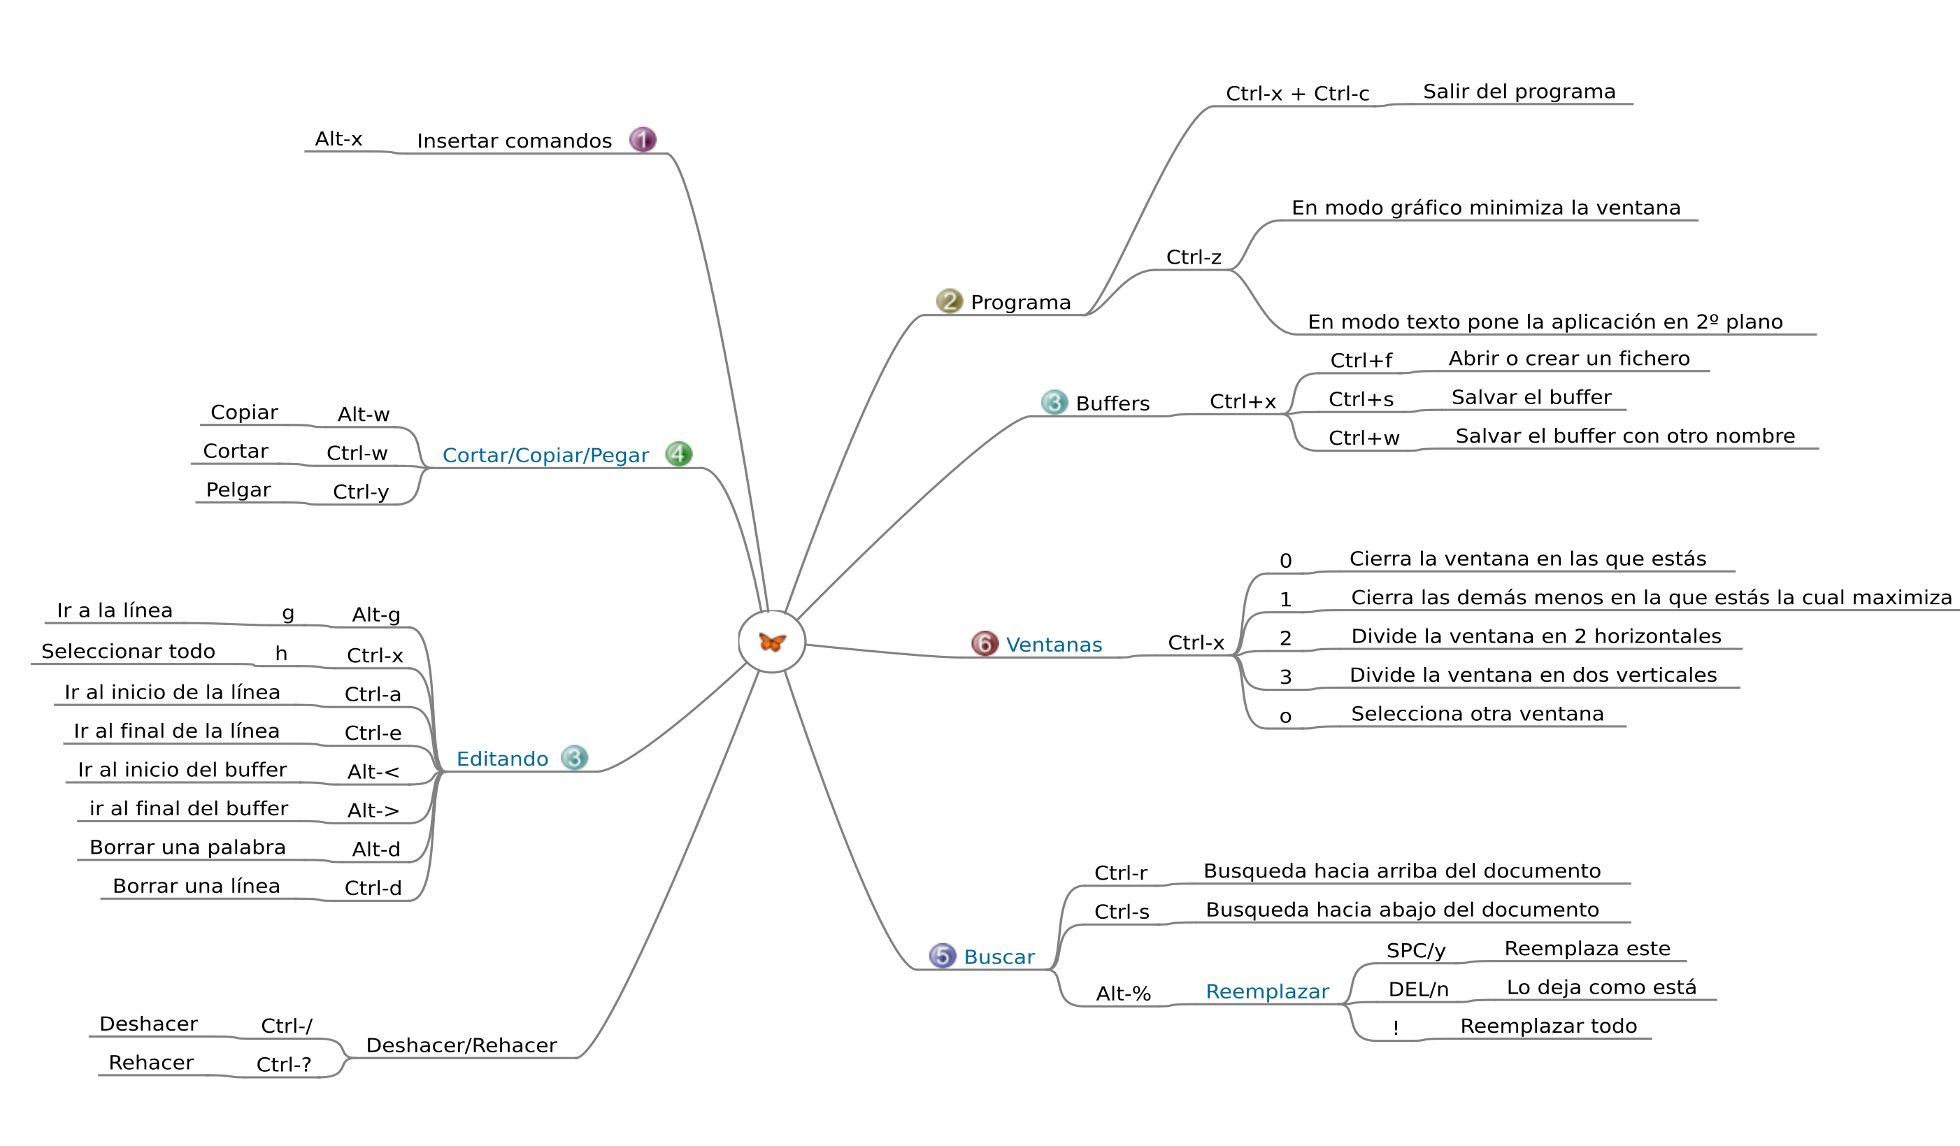 Alt-x Insertar comandos 1
Copiar Alt-w
Cortar Ctrl-w
Pelgar Ctrl-y
Cortar/Copiar/Pegar 4
Ir a la línea g Alt-g
Seleccionar todo h Ctrl-x
Ir al inicio de la línea Ctrl-a
Ir al final de la línea Ctrl-e
Ir al inicio del buffer Alt-<
ir al final del buffer Alt->
Borrar una palabra Alt-d
Borrar una línea Ctrl-d
Editando 3
Deshacer Ctrl-/
Rehacer Ctrl-?
Deshacer/Rehacer
2 Programa
Ctrl-x + Ctrl-c Salir del programa
Ctrl-z
En modo gráfico minimiza la ventana
En modo texto pone la aplicación en 2º plano
3 Buffers Ctrl+x
Ctrl+f Abrir o crear un fichero
Ctrl+s Salvar el buffer
Ctrl+w Salvar el buffer con otro nombre
6 Ventanas Ctrl-x
0 Cierra la ventana en las que estás
1 Cierra las demás menos en la que estás la cual maximiza
2 Divide la ventana en 2 horizontales
3 Divide la ventana en dos verticales
o Selecciona otra ventana
5 Buscar
Ctrl-r Busqueda hacia arriba del documento
Ctrl-s Busqueda hacia abajo del documento
Alt-% Reemplazar
SPC/y Reemplaza este
DEL/n Lo deja como está
! Reemplazar todo